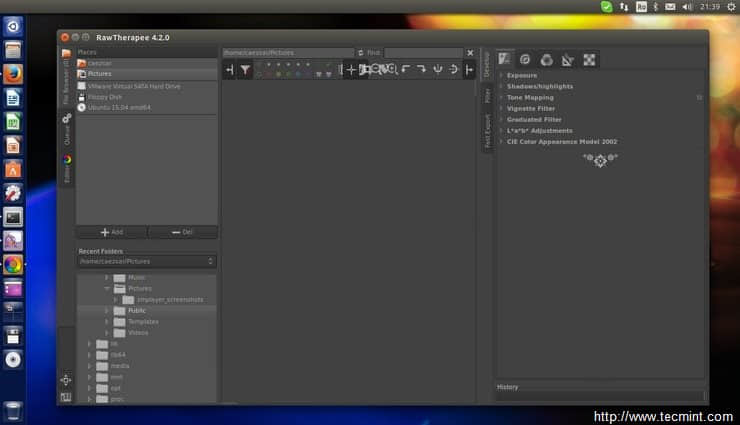 Ru
21:39
RawTherapee 4.2.0
File Browser (0)
Queue
Editor
Places
caezsar
Pictures
VMware Virtual SATA Hard Drive
Floppy Disk
Ubuntu 15.04 amd64
Add
Del
Recent Folders
/home/caezsar/Pictures
Music
Pictures
smplayer_screenshots
Public
Templates
Videos
lib
lib64
media
mnt
opt
proc
/home/caezsar/Pictures
Find:
Develop
Filter
Fast Export
Exposure
Shadows/highlights
Tone Mapping
Vignette Filter
Graduated Filter
L*a*b* Adjustments
CIE Color Appearance Model 2002
History
http://www.tecmint.com